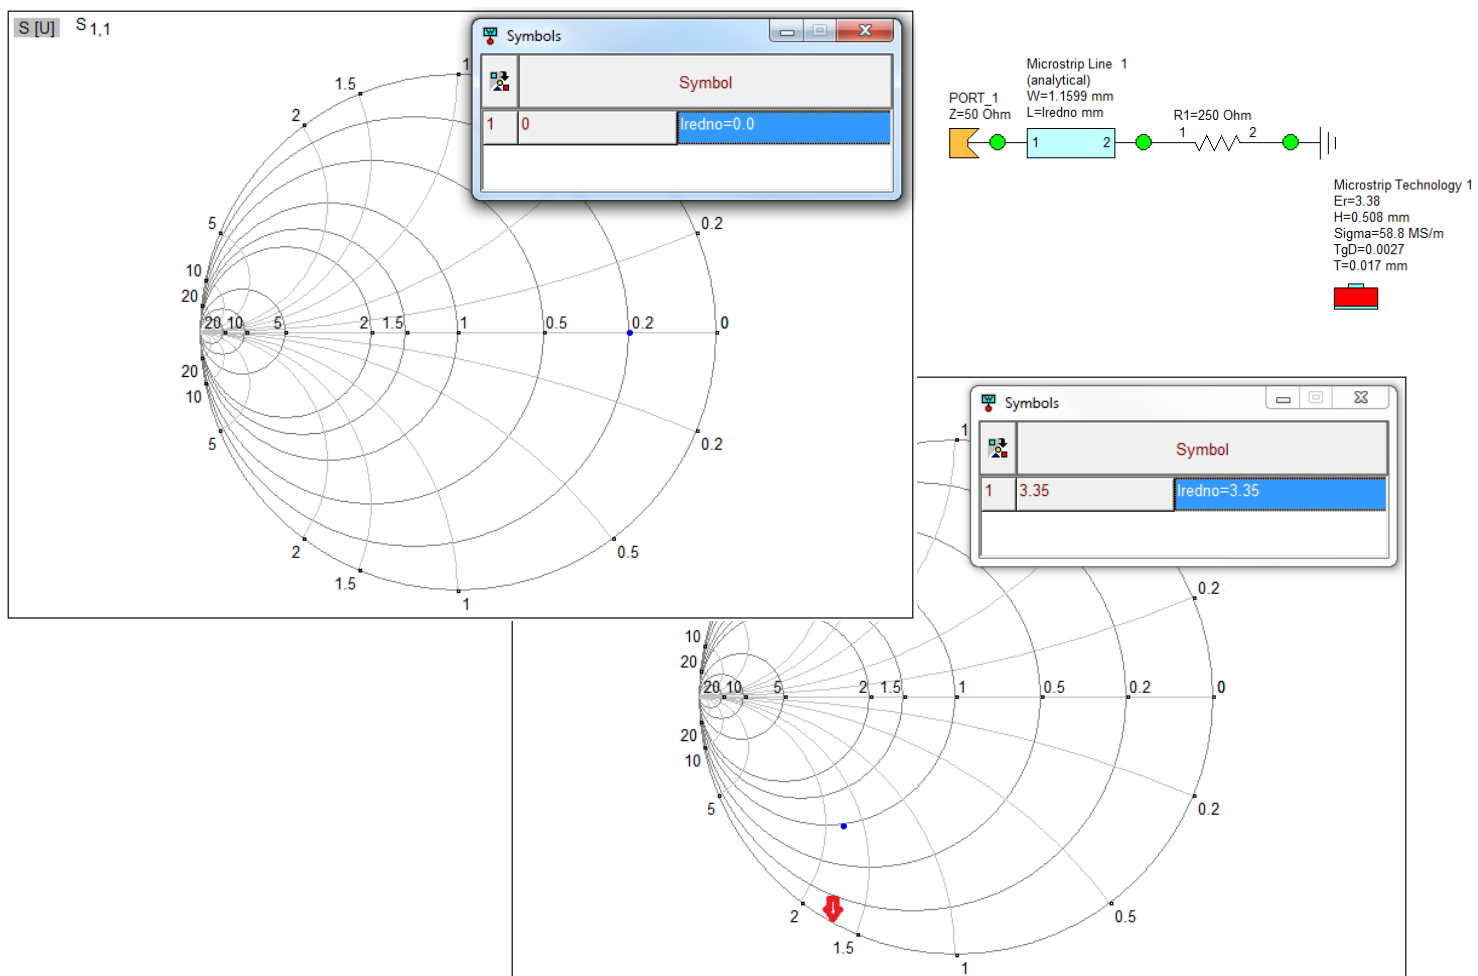 S [U] S 1,1
Symbols
Symbol
1 0 lredno=0.0
1
1.5
2
5
10
20
20 10 5 2 1.5 1 0.5 0.2 0
0.2
20
10
5
0.2
2
0.5
1.5
1
PORT_1
Z=50 Ohm
Microstrip Line 1
(analytical)
W=1.1599 mm
L=lredno mm
1 2
R1=250 Ohm
1 2
Microstrip Technology 1
Er=3.38
H=0.508 mm
Sigma=58.8 MS/m
TgD=0.0027
T=0.017 mm
Symbols
Symbol
1 3.35 lredno=3.35
1
0.2
10
20
20 10 5 2 1.5 1 0.5 0.2 0
20
10
5
0.2
2
0.5
1.5
1